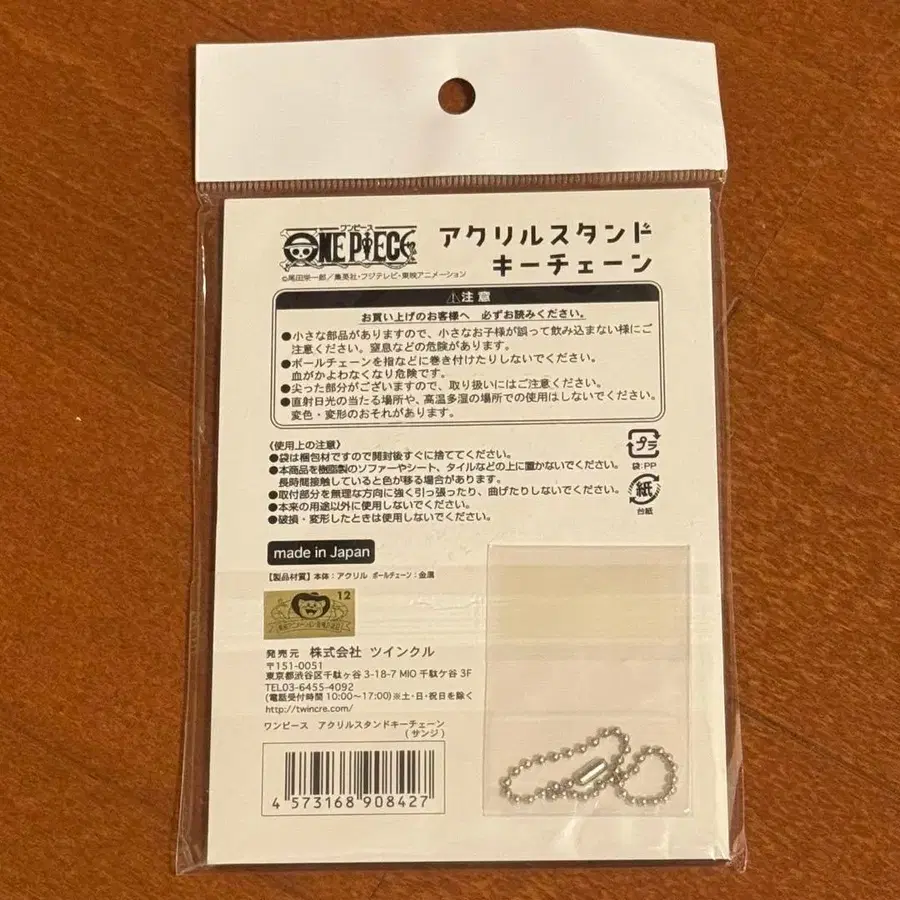 ワンピース
ONE PIECE
アクリルスタンド
キーチェーン
©尾田栄一郎／集英社・フジテレビ・東映アニメーション
⚠注意
お買い上げのお客様へ 必ずお読みください。
●小さな部品がありますので、小さなお子様が誤って飲み込まない様にご
注意ください。窒息などの危険があります。
●ボールチェーンを指などに巻き付けたりしないでください。
血がかよわなくなり危険です。
●尖った部分がございますので、取り扱いにはご注意ください。
●直射日光の当たる場所や、高温多湿の場所での使用はしないでください。
変色・変形のおそれがあります。
〈使用上の注意〉
●袋は梱包材ですので開封後すぐに捨ててください。
●本商品を樹脂製のソファーやシート、タイルなどの上に置かないでください。
長時間接触していると色が移る場合があります。
●取付部分を無理な方向に強く引っ張ったり、曲げたりしないでください。
●本来の用途以外に使用しないでください。
●破損・変形したときは使用しないでください。
プラ
袋:PP
紙
台紙
made in Japan
【製品材質】本体：アクリル ボールチェーン：金属
12
発売元 株式会社 ツインクル
〒151-0051
東京都渋谷区千駄ヶ谷 3-18-7 MIO 千駄ケ谷 3F
TEL03-6455-4092
(電話受付時間 10:00〜17:00)※土・日・祝日を除く
http://twincre.com/
ワンピース アクリルスタンドキーチェーン
(サンジ)
4 573168 908427